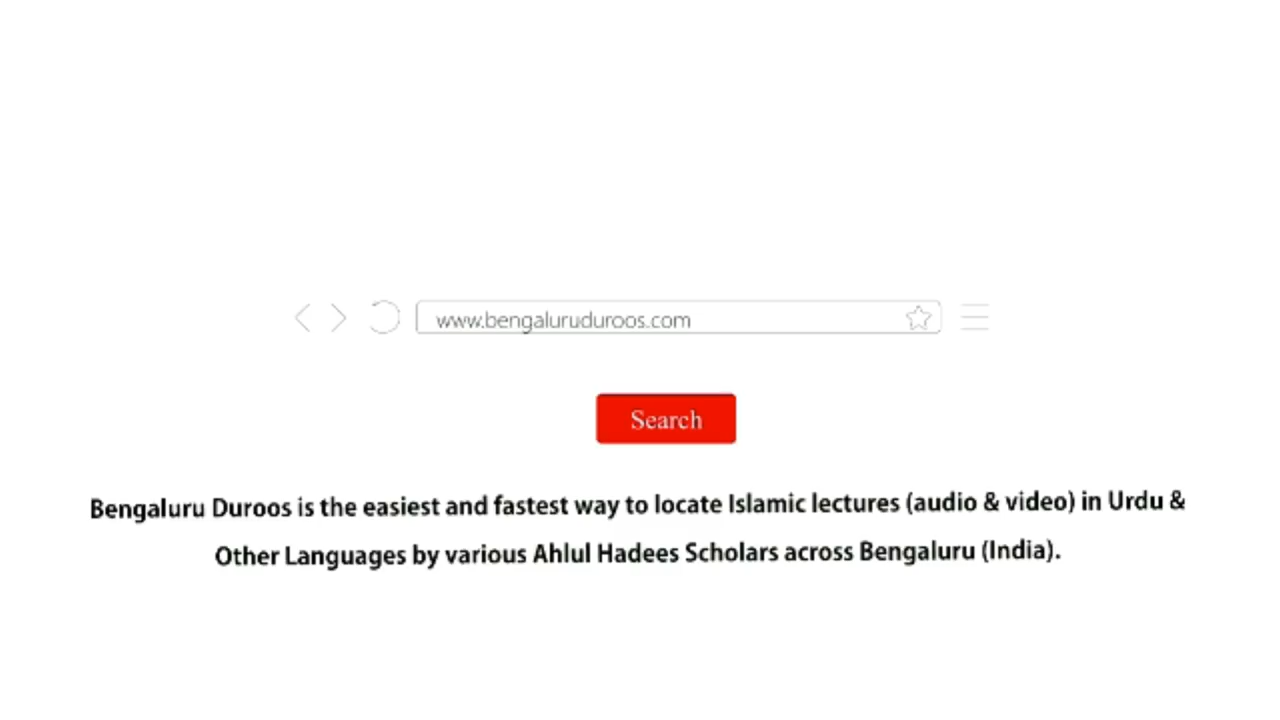 www.bengaluruduroos.com
Search
Bengaluru Duroos is the easiest and fastest way to locate Islamic lectures (audio & video) in Urdu &
Other Languages by various Ahlul Hadees Scholars across Bengaluru (India).